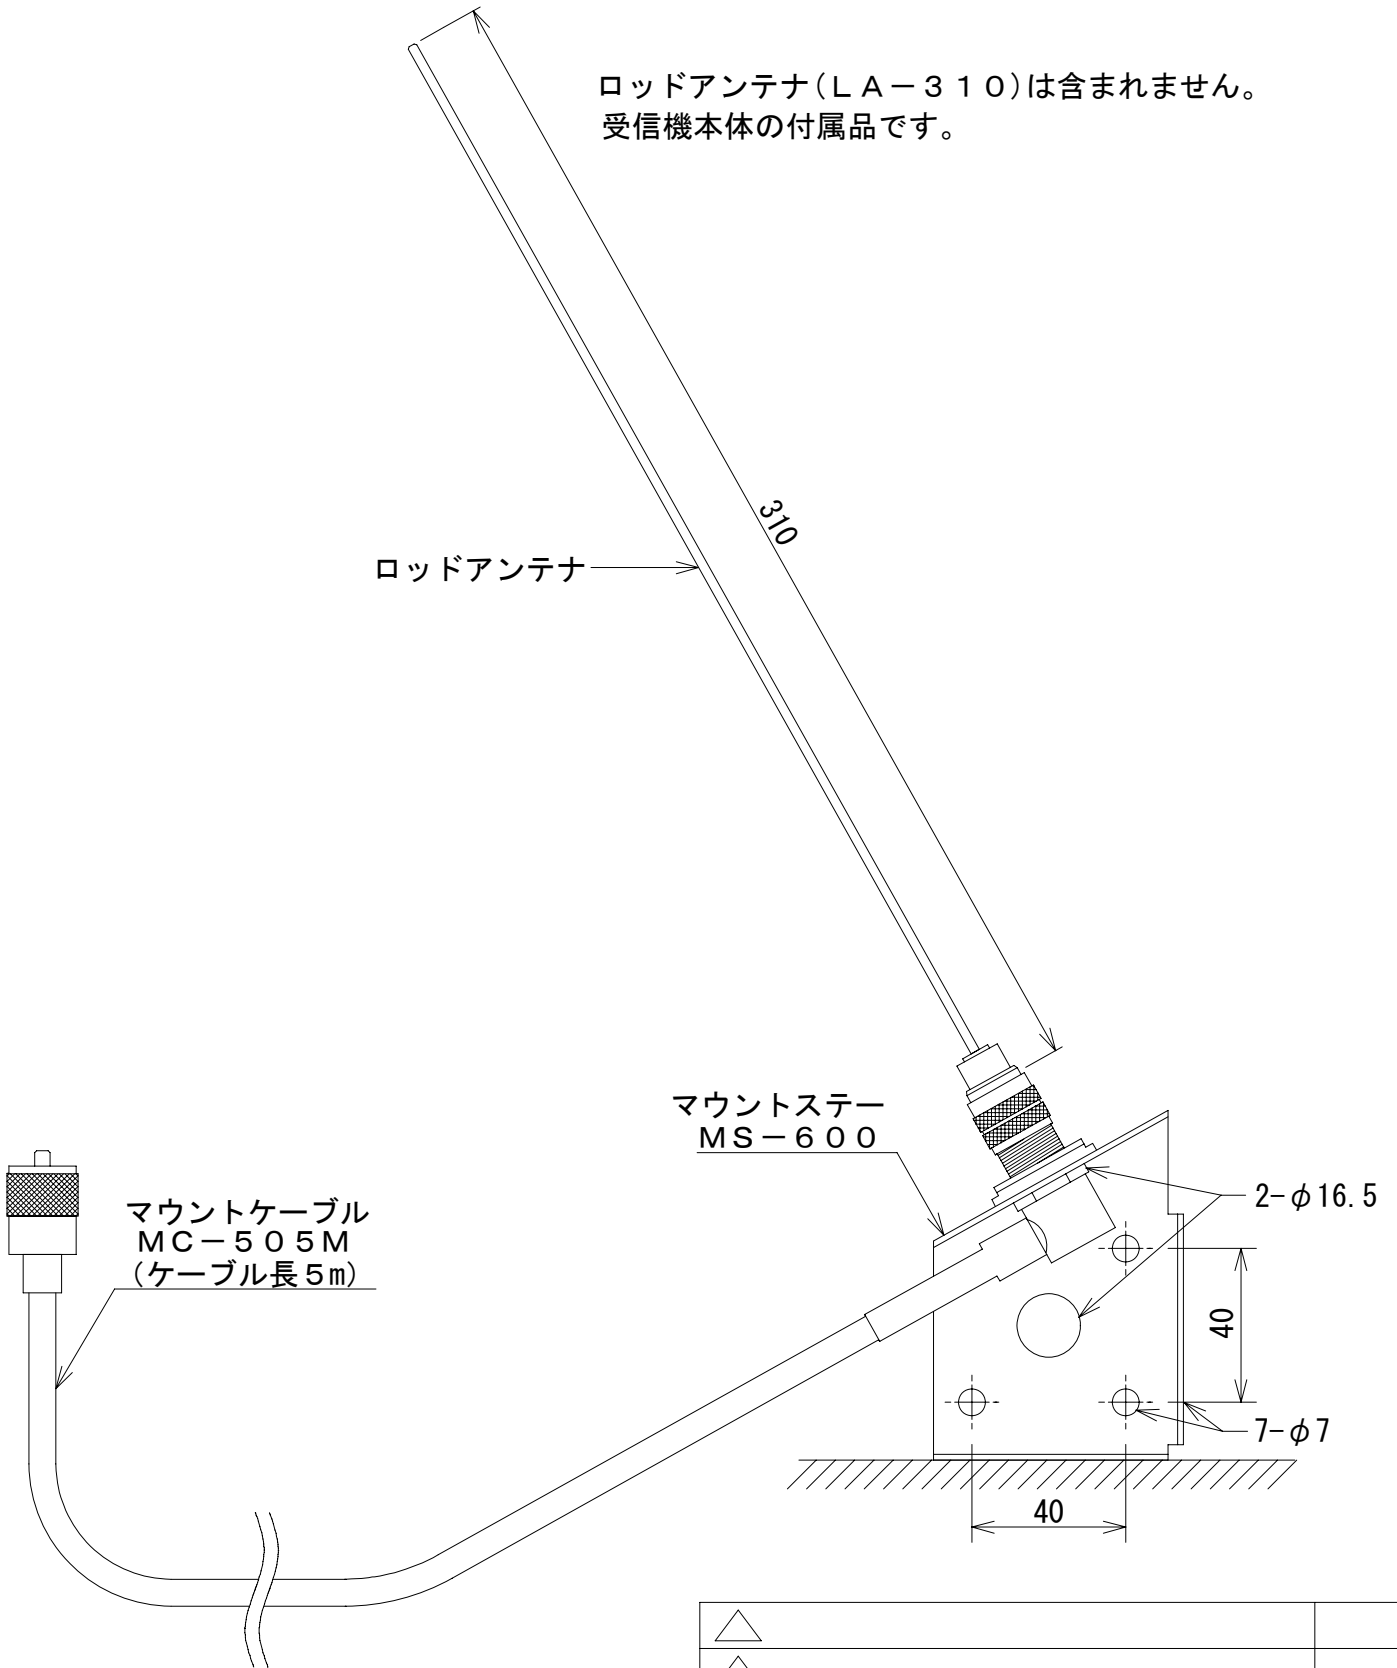 ロッドアンテナ(LA-310)は含まれません。
受信機本体の付属品です。
310
ロッドアンテナ
マウントステー
MS-600
2-φ16.5
マウントケーブル
MC-505M
(ケーブル長5m)
40
7-φ7
40